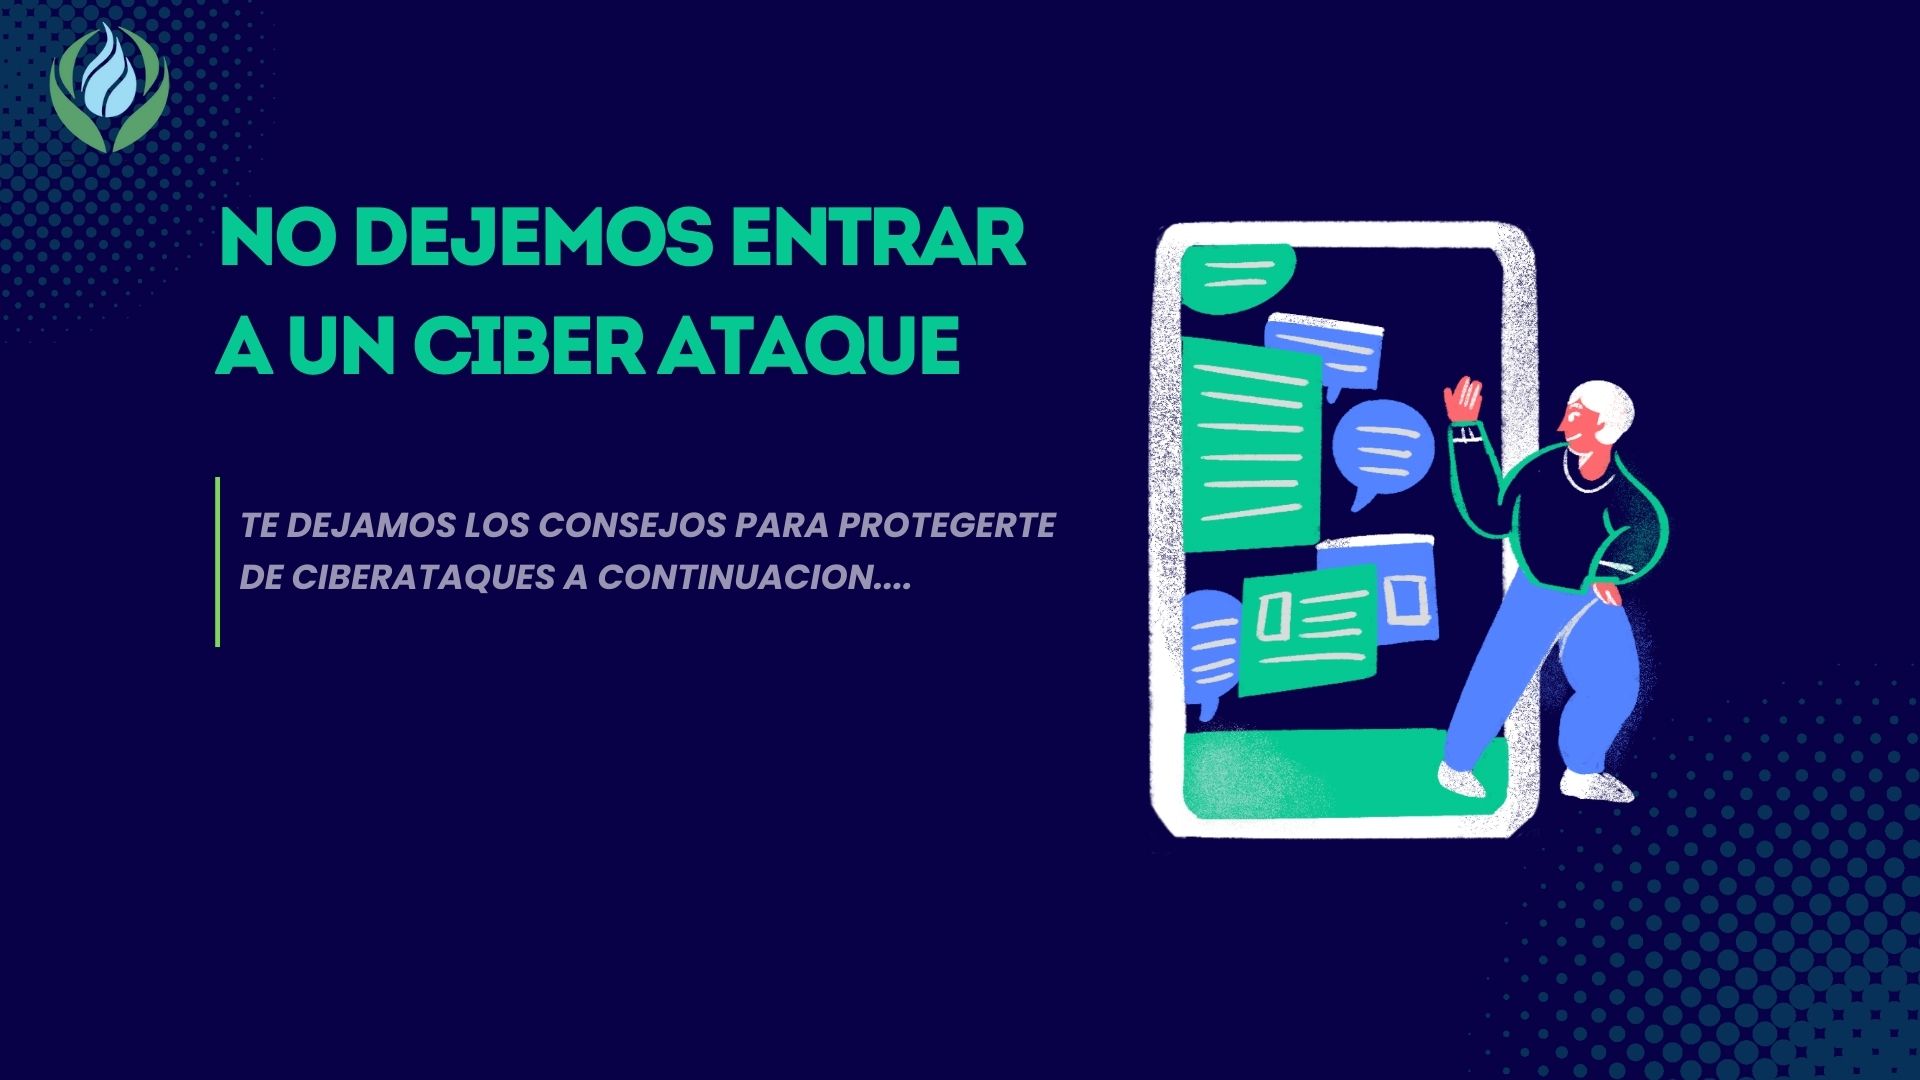 NO DEJEMOS ENTRAR
A UN CIBER ATAQUE
TE DEJAMOS LOS CONSEJOS PARA PROTEGERTE
DE CIBERATAQUES A CONTINUACION....